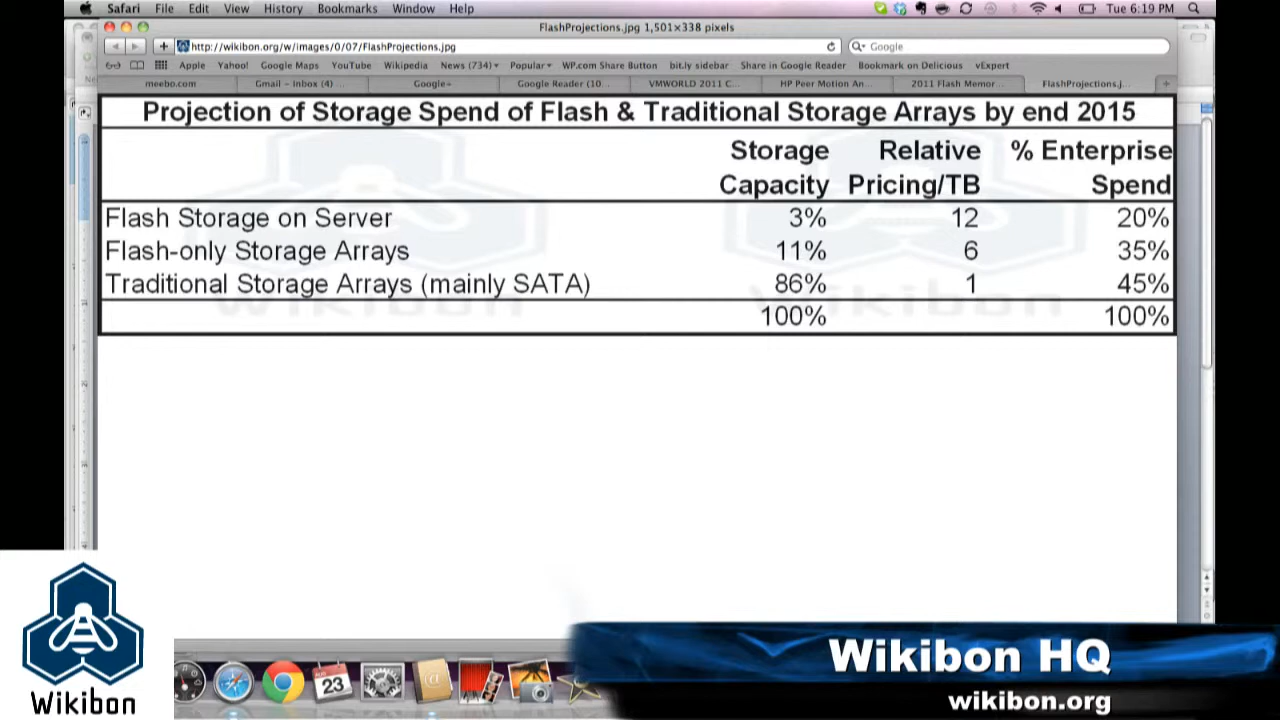 Safari File Edit View History Bookmarks Window Help Tue 6:19 PM
FlashProjections.jpg 1,501×338 pixels
http://wikibon.org/w/images/0/07/FlashProjections.jpg Google
Apple Yahoo! Google Maps YouTube Wikipedia News (734) Popular WP.com Share Button bit.ly sidebar Share in Google Reader Bookmark on Delicious vExpert
meebo.com Gmail – Inbox (4) ... Google+ Google Reader (10... VMWORLD 2011 C... HP Peer Motion An... 2011 Flash Memor... FlashProjections.j...
Projection of Storage Spend of Flash & Traditional Storage Arrays by end 2015
Storage Relative % Enterprise
Capacity Pricing/TB Spend
Flash Storage on Server 3% 12 20%
Flash-only Storage Arrays 11% 6 35%
Traditional Storage Arrays (mainly SATA) 86% 1 45%
100% 100%
wikibon wikibon
Wikibon
23
Wikibon HQ
wikibon.org